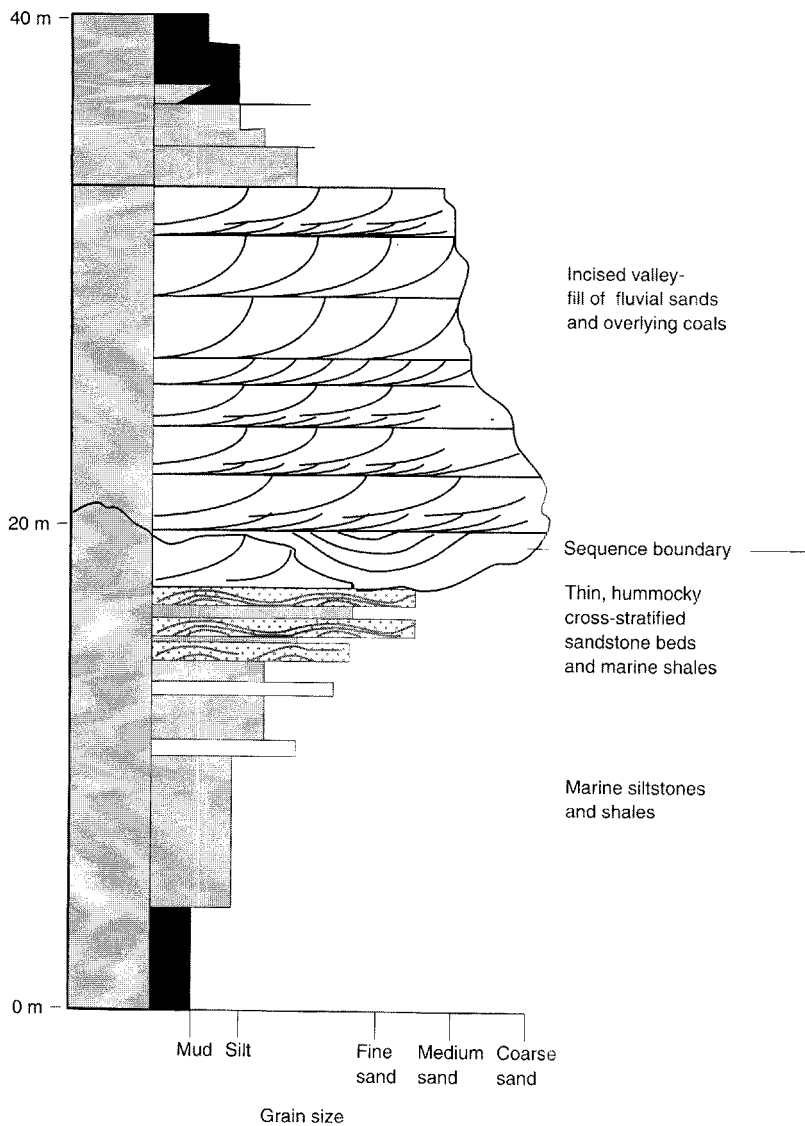 40 m
Incised valley-
fill of fluvial sands
and overlying coals
20 m
Sequence boundary
Thin, hummocky
cross-stratified
sandstone beds
and marine shales
Marine siltstones
and shales
0 m
Mud Silt Fine sand Medium sand Coarse sand
Grain size